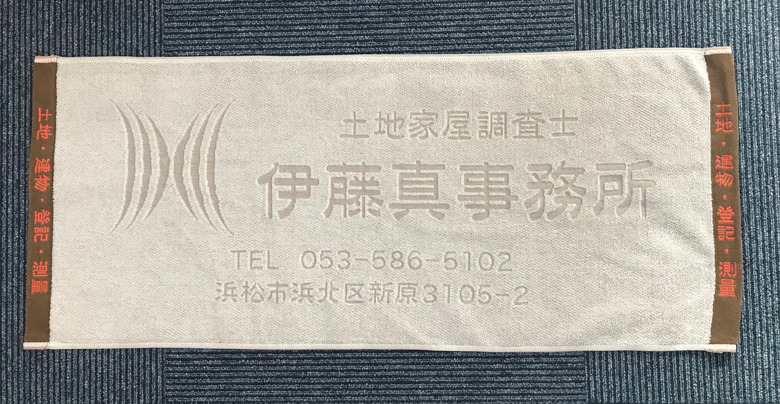 土地・建物・登記・測量
土地家屋調査士
伊藤真事務所
TEL 053-586-5102
浜松市浜北区新原3105-2
土地・建物・登記・測量